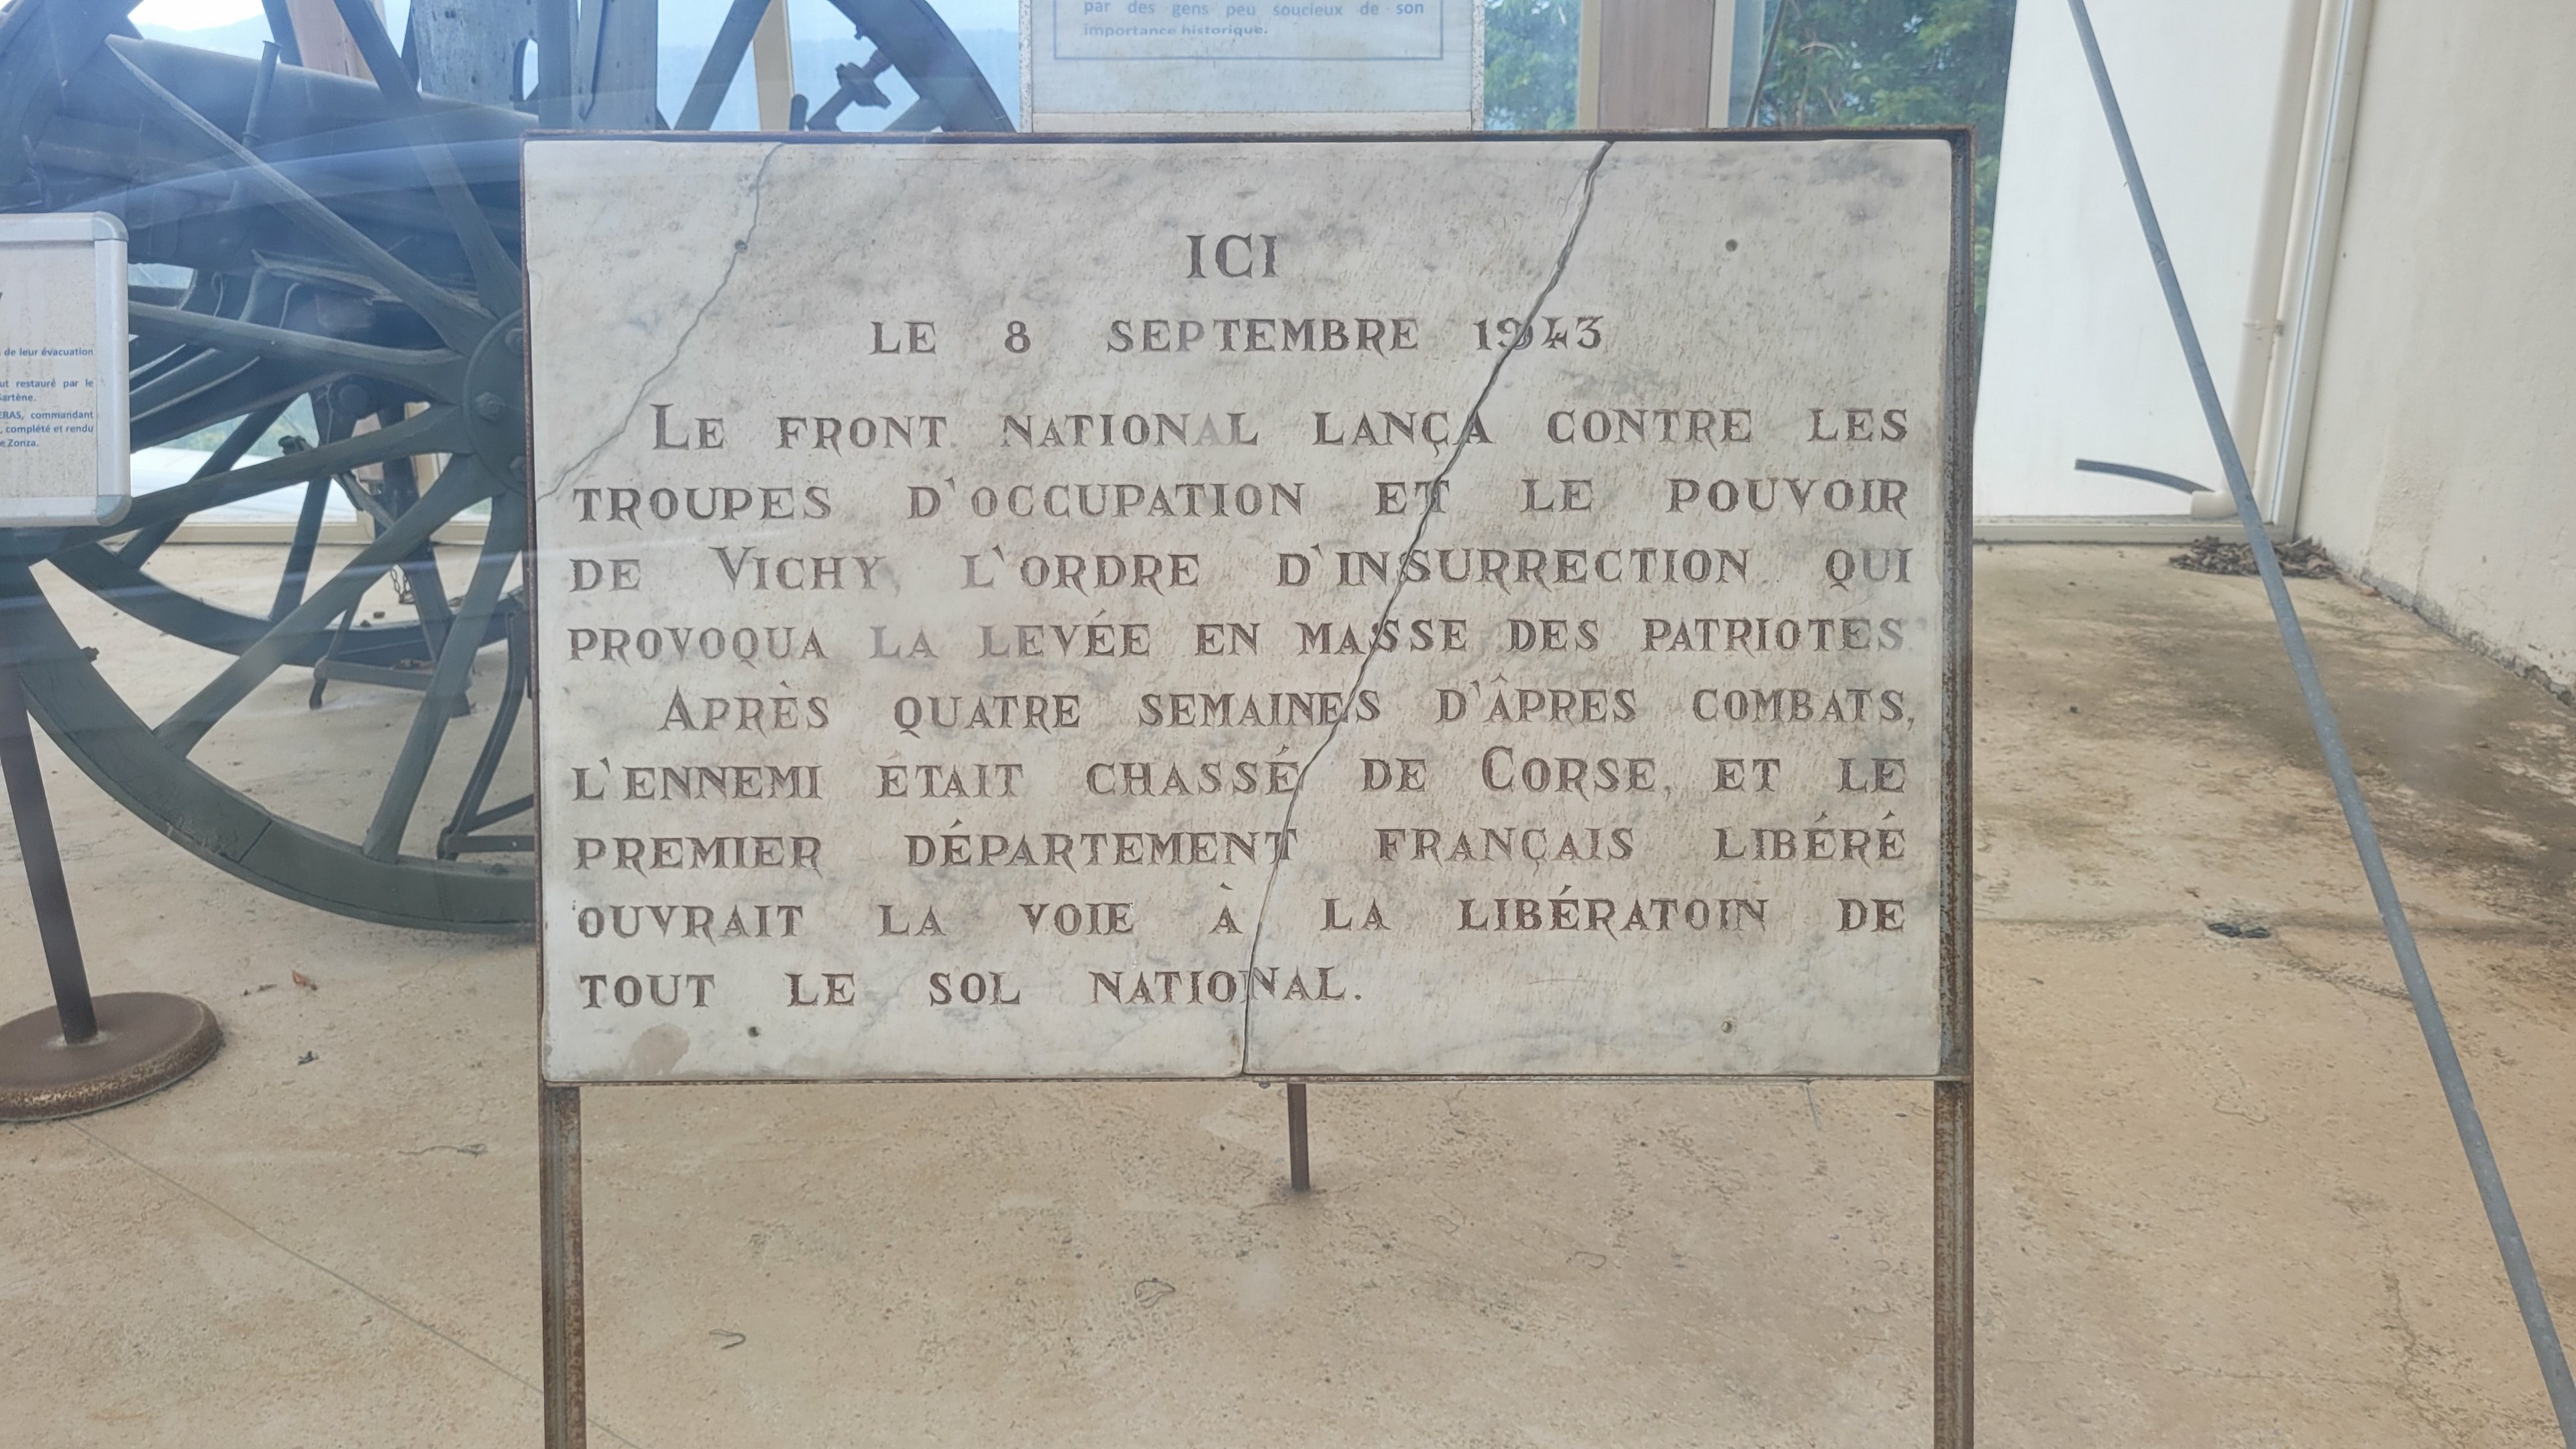 par des gens peu soucieux de son
importance historique.
de leur évacuation
restauré par le
commandant
, complété et rendu
Zonza.
ICI
LE 8 SEPTEMBRE 1943
LE FRONT NATIONAL LANÇA CONTRE LES
TROUPES D'OCCUPATION ET LE POUVOIR
DE VICHY, L'ORDRE D'INSURRECTION QUI
PROVOQUA LA LEVÉE EN MASSE DES PATRIOTES
APRÈS QUATRE SEMAINES D'ÂPRES COMBATS,
L'ENNEMI ÉTAIT CHASSÉ DE CORSE, ET LE
PREMIER DÉPARTEMENT FRANÇAIS LIBÉRÉ
OUVRAIT LA VOIE À LA LIBÉRATOIN DE
TOUT LE SOL NATIONAL.